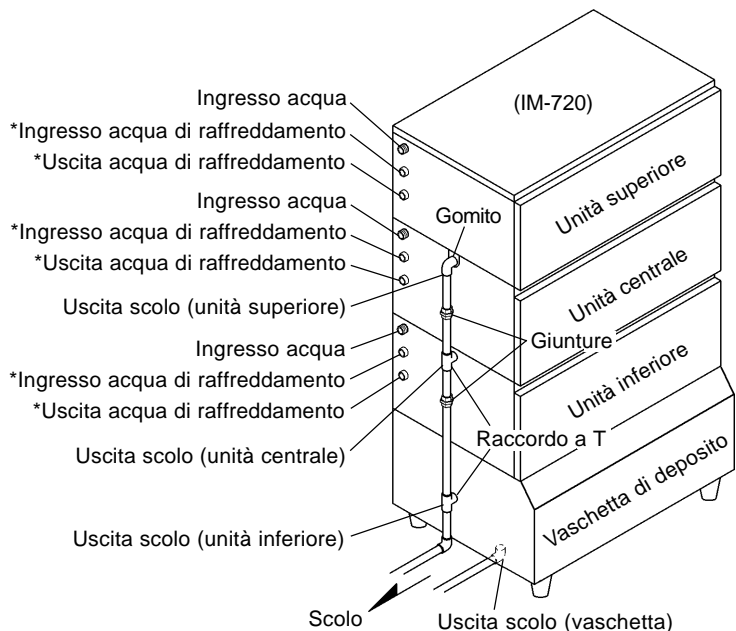 (IM-720)
Ingresso acqua
*Ingresso acqua di raffreddamento
*Uscita acqua di raffreddamento
Ingresso acqua
*Ingresso acqua di raffreddamento
*Uscita acqua di raffreddamento
Uscita scolo (unità superiore)
Ingresso acqua
*Ingresso acqua di raffreddamento
*Uscita acqua di raffreddamento
Uscita scolo (unità centrale)
Uscita scolo (unità inferiore)
Scolo
Gomito
Giunture
Raccordo a T
Uscita scolo (vaschetta)
Unità superiore
Unità centrale
Unità inferiore
Vaschetta di deposito